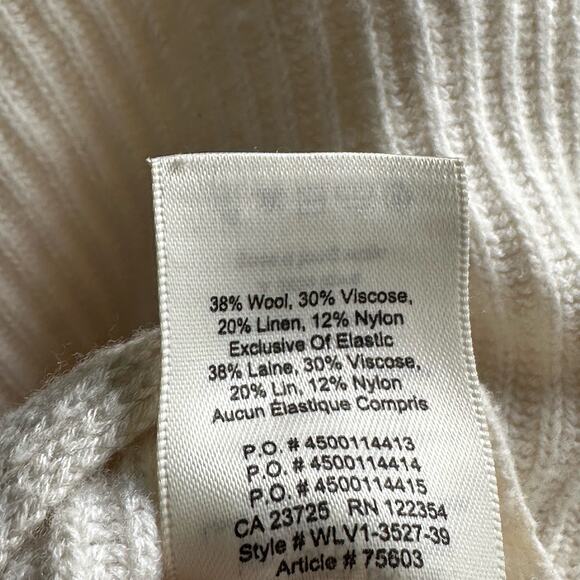 38% Wool, 30% Viscose,
20% Linen, 12% Nylon
Exclusive Of Elastic
38% Laine, 30% Viscose,
20% Lin, 12% Nylon
Aucun Elastique Compris
P.O. # 4500114413
P.O. # 4500114414
P.O. # 4500114415
CA 23725 RN 122354
Style # WLV1-3527-39
Article # 75603